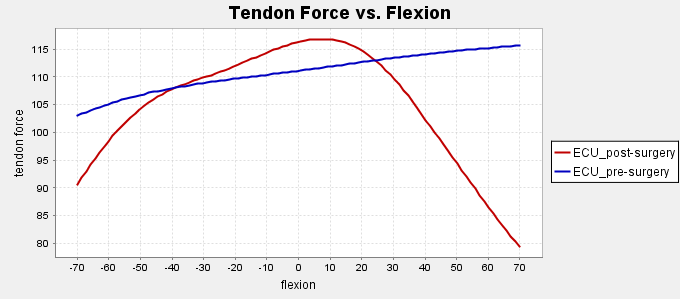 Tendon Force vs. Flexion
tendon force
115
110
105
100
95
90
85
80
-70 -60 -50 -40 -30 -20 -10 0 10 20 30 40 50 60 70
flexion
ECU_post-surgery
ECU_pre-surgery